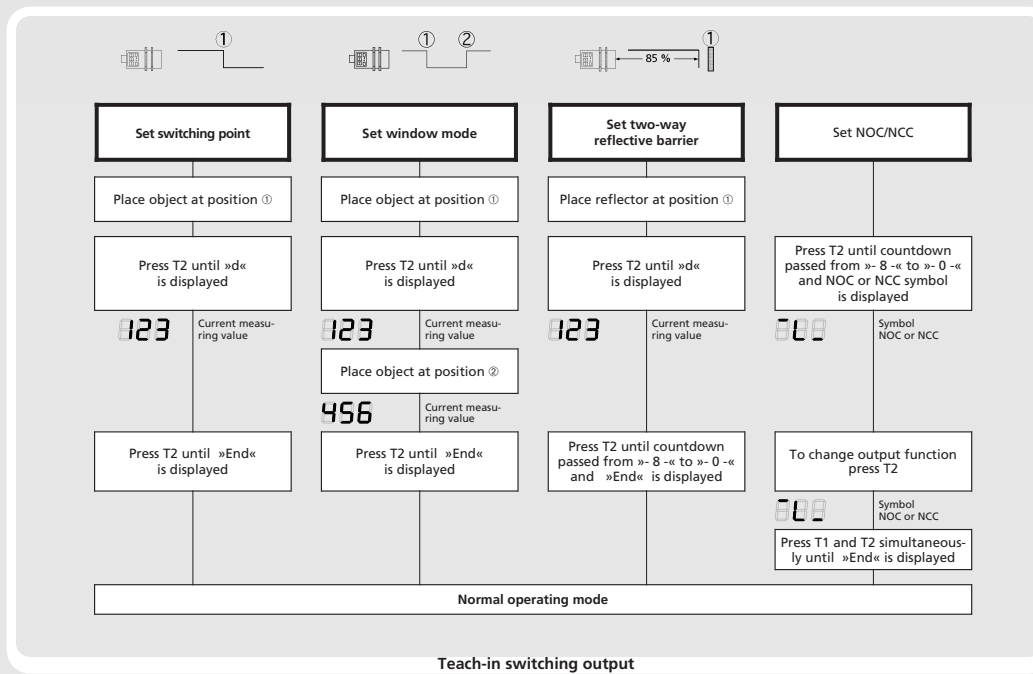 ①
① ②
①
85 %
Set switching point
Place object at position ①
Press T2 until »d«
is displayed
123
Current measu-
ring value
Press T2 until »End«
is displayed
Set window mode
Place object at position ①
Press T2 until »d«
is displayed
123
Current measu-
ring value
Place object at position ②
456
Current measu-
ring value
Press T2 until »End«
is displayed
Set two-way
reflective barrier
Place reflector at position ①
Press T2 until »d«
is displayed
123
Current measu-
ring value
Press T2 until countdown
passed from »- 8 -« to »- 0 -«
and »End« is displayed
Set NOC/NCC
Press T2 until countdown
passed from »- 8 -« to »- 0 -«
and NOC or NCC symbol
is displayed
Symbol
NOC or NCC
To change output function
press T2
Symbol
NOC or NCC
Press T1 and T2 simultaneous-
ly until »End« is displayed
Normal operating mode
Teach-in switching output